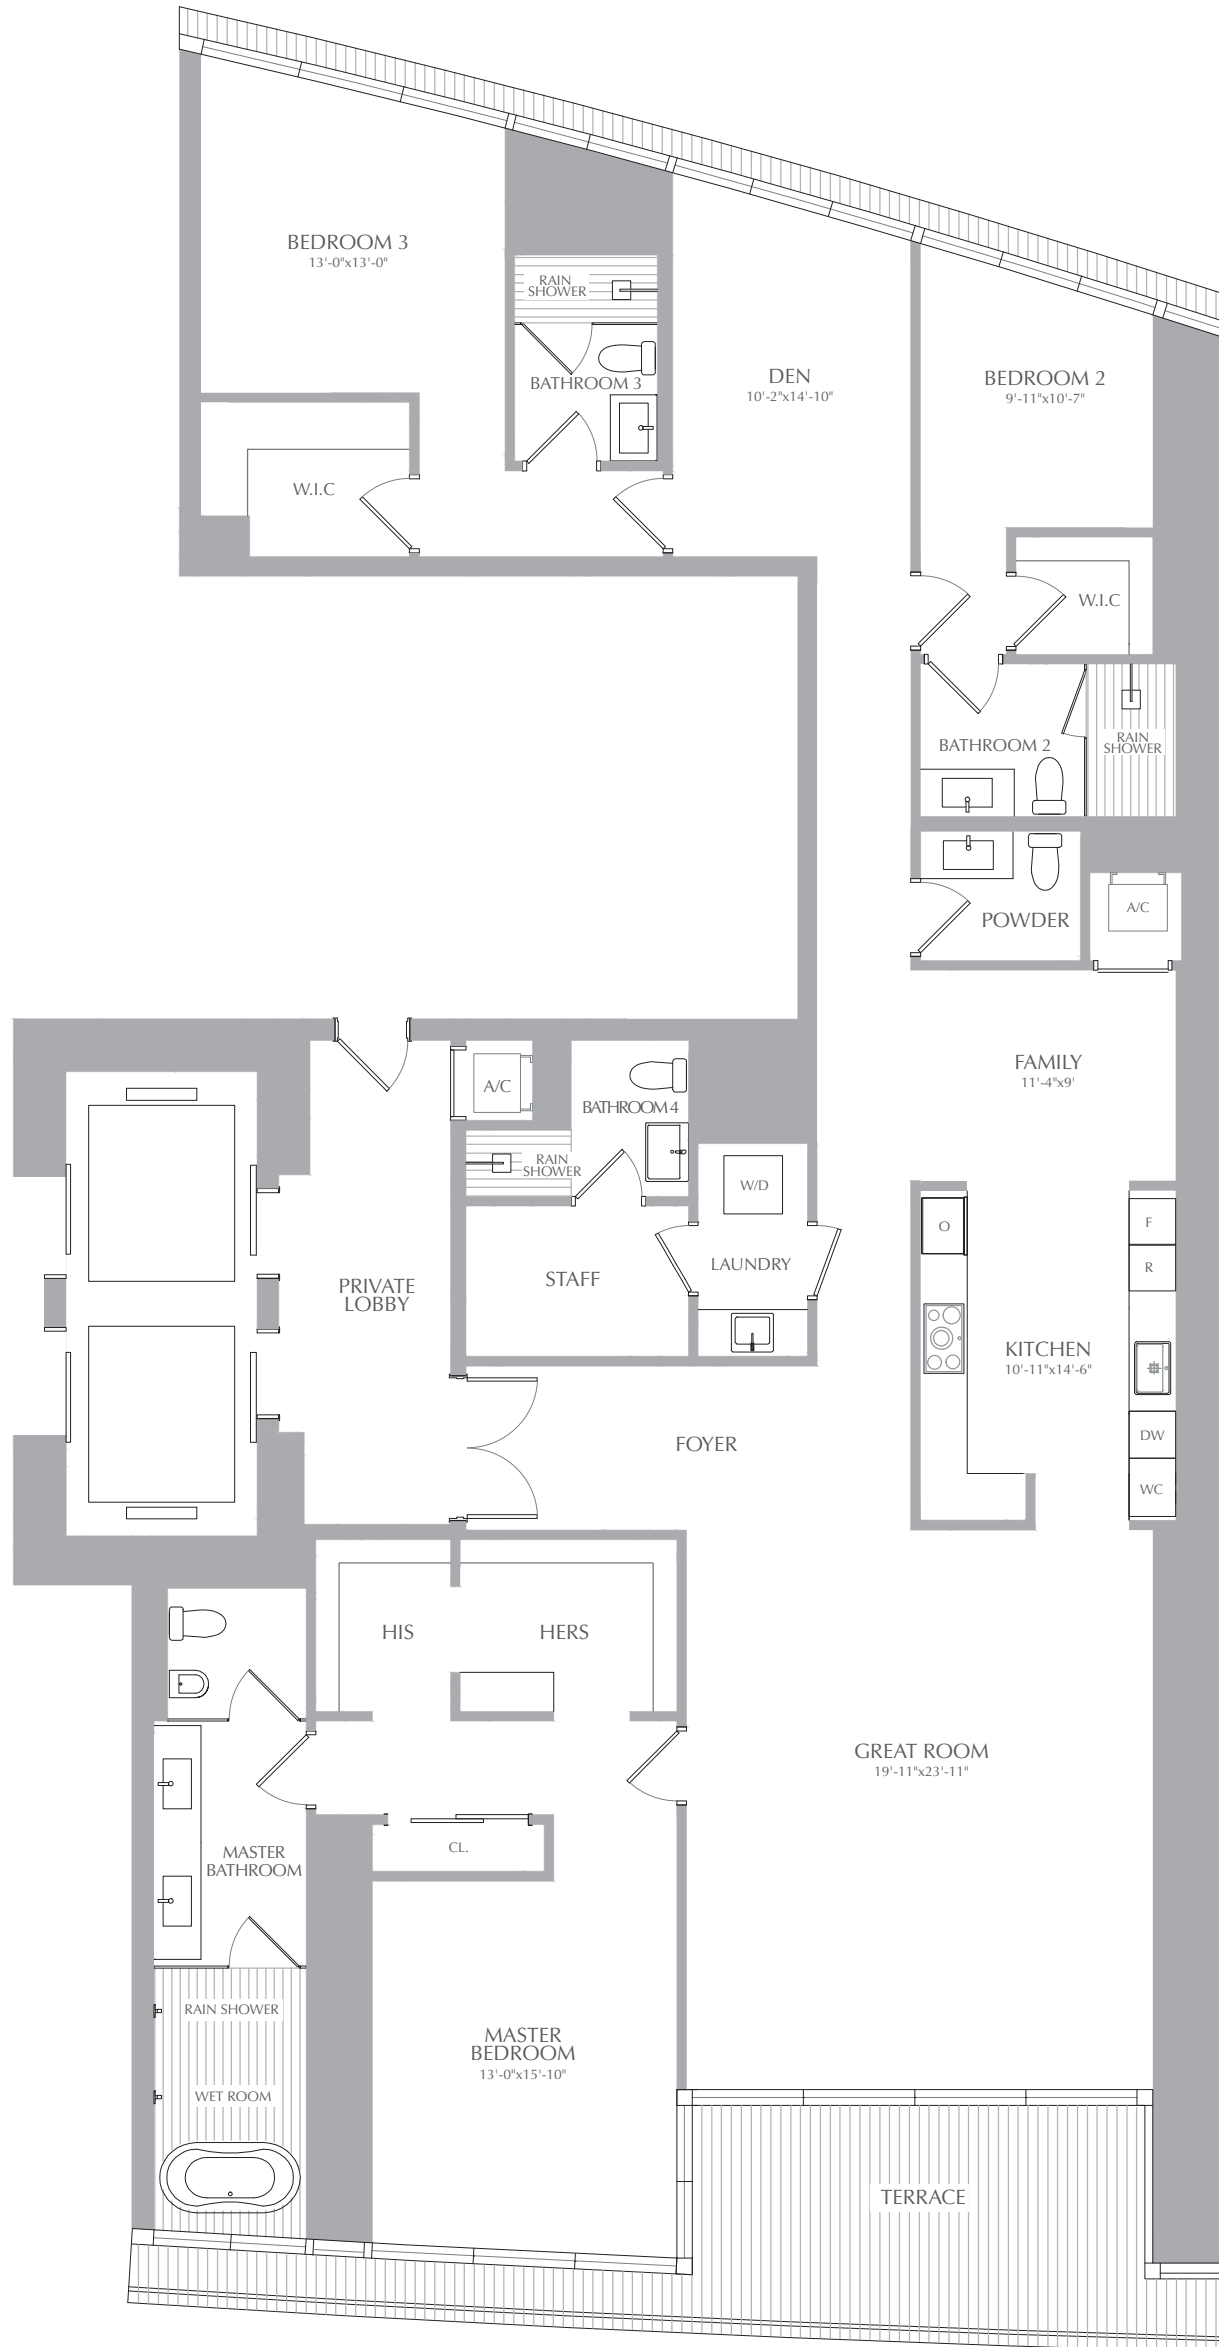 BEDROOM 3
13'-0"x13'-0"
RAIN
SHOWER
BATHROOM 3
DEN
10'-2"x14'-10"
BEDROOM 2
9'-11"x10'-7"
W.I.C
W.I.C
BATHROOM 2
RAIN
SHOWER
POWDER
A/C
FAMILY
11'-4"x9'
A/C
BATHROOM 4
RAIN
SHOWER
W/D
STAFF
LAUNDRY
PRIVATE
LOBBY
O
F
R
KITCHEN
10'-11"x14'-6"
DW
WC
FOYER
HIS
HERS
GREAT ROOM
19'-11"x23'-11"
CL.
MASTER
BATHROOM
RAIN SHOWER
WET ROOM
MASTER
BEDROOM
13'-0"x15'-10"
TERRACE